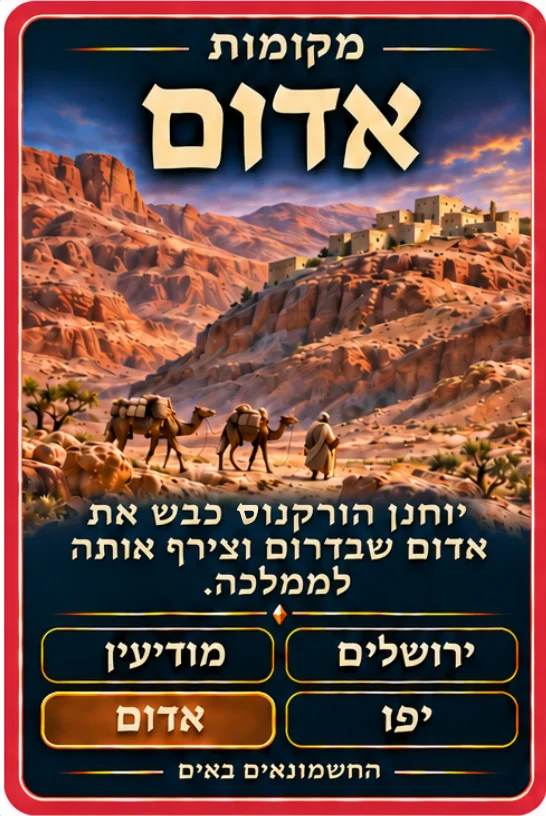 מקומות
אדום
יוחנן הורקנוס כבש את
אדום שבדרום וצירף אותה
לממלכה.
ירושלים
מודיעין
יפו
אדום
החשמונאים באים